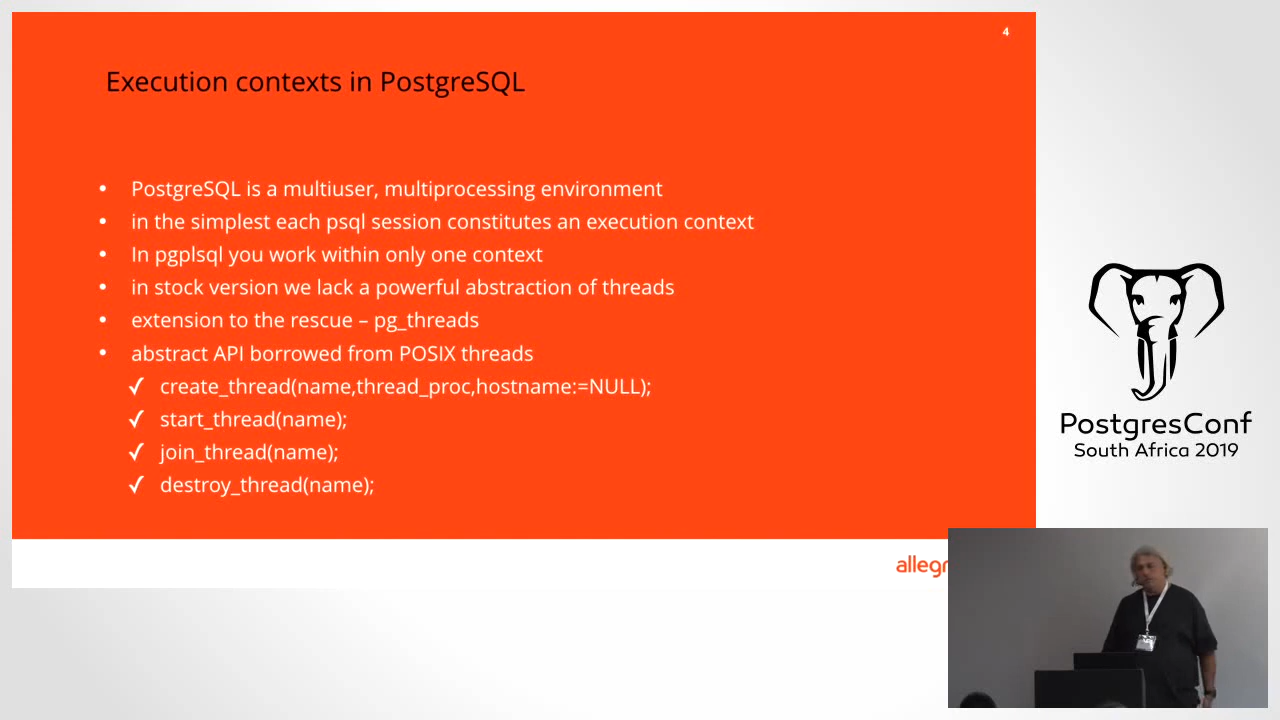 4
Execution contexts in PostgreSQL
• PostgreSQL is a multiuser, multiprocessing environment
• in the simplest each psql session constitutes an execution context
• In pgplsql you work within only one context
• in stock version we lack a powerful abstraction of threads
• extension to the rescue – pg_threads
• abstract API borrowed from POSIX threads
✓ create_thread(name,thread_proc,hostname:=NULL);
✓ start_thread(name);
✓ join_thread(name);
✓ destroy_thread(name);
PostgresConf
South Africa 2019
allegr